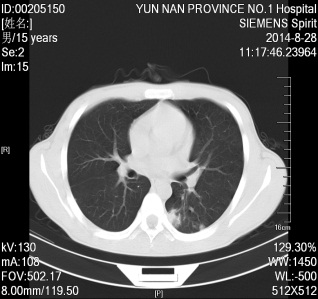 ID:00205150
YUN NAN PROVINCE NO.1 Hospital
[姓名:]
SIEMENS Spirit
男/15 years
2014-8-28
Se:2
11:17:46.23964
Im:15
[R]
16cm
kV:130
129.30%
mA:108
WW:1450
FOV:502.17
WL:-500
8.00mm/119.50
[P]
512X512